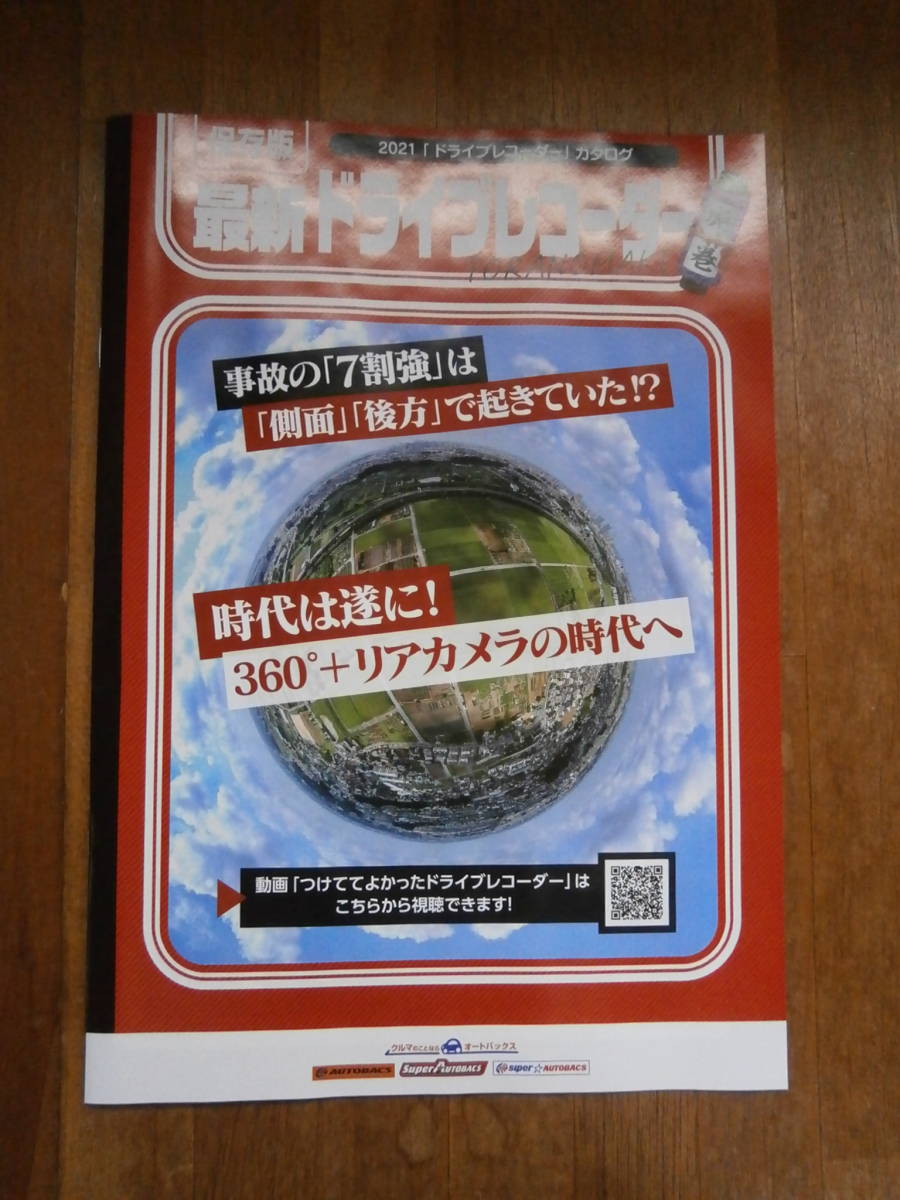 保存版
2021「ドライブレコーダー」カタログ
最新ドライブレコーダー
巻
事故の「7割強」は
「側面」「後方」で起きていた!?
時代は遂に!
360°+リアカメラの時代へ
動画「つけててよかったドライブレコーダー」は
こちらから視聴できます!
クルマのことなら オートバックス
AUTOBACS
Super AUTOBACS
super☆AUTOBACS